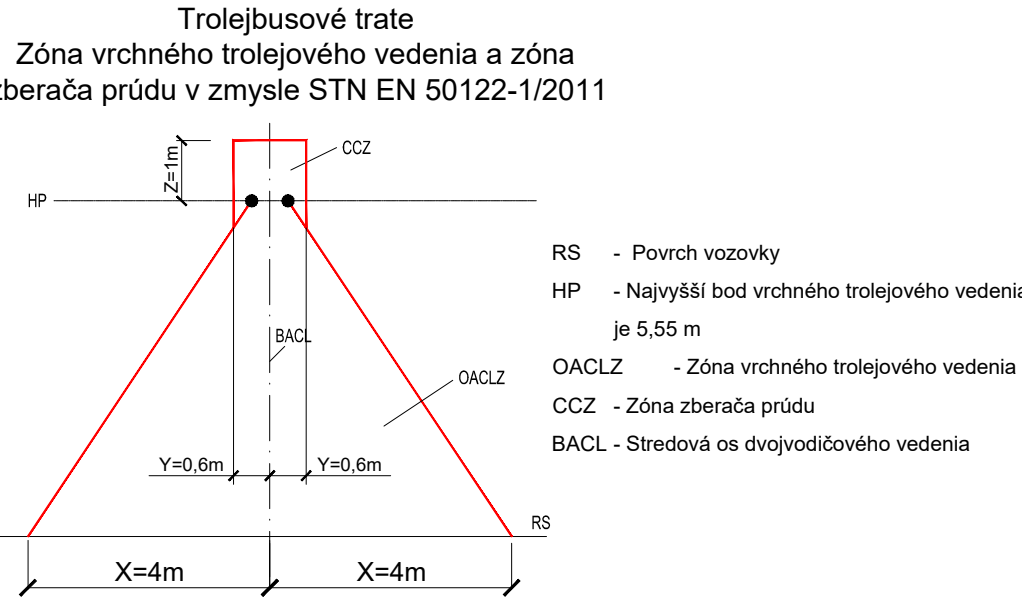 Trolejbusové trate
Zóna vrchného trolejového vedenia a zóna
zberača prúdu v zmysle STN EN 50122-1/2011
Z=1m
CCZ
HP
BACL
OACLZ
Y=0,6m
Y=0,6m
RS
X=4m
X=4m
RS - Povrch vozovky
HP - Najvyšší bod vrchného trolejového vedenia
je 5,55 m
OACLZ - Zóna vrchného trolejového vedenia
CCZ - Zóna zberača prúdu
BACL - Stredová os dvojvodičového vedenia